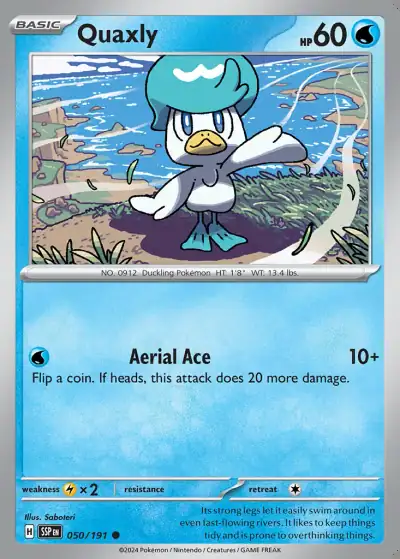 BASIC
Quaxly
HP 60
NO. 0912 Duckling Pokémon HT: 1'8" WT: 13.4 lbs.
Aerial Ace 10+
Flip a coin. If heads, this attack does 20 more damage.
weakness × 2 resistance retreat
Illus. Saboteri
H SSP EN 050/191
Its strong legs let it easily swim around in
even fast-flowing rivers. It likes to keep things
tidy and is prone to overthinking things.
©2024 Pokémon / Nintendo / Creatures / GAME FREAK